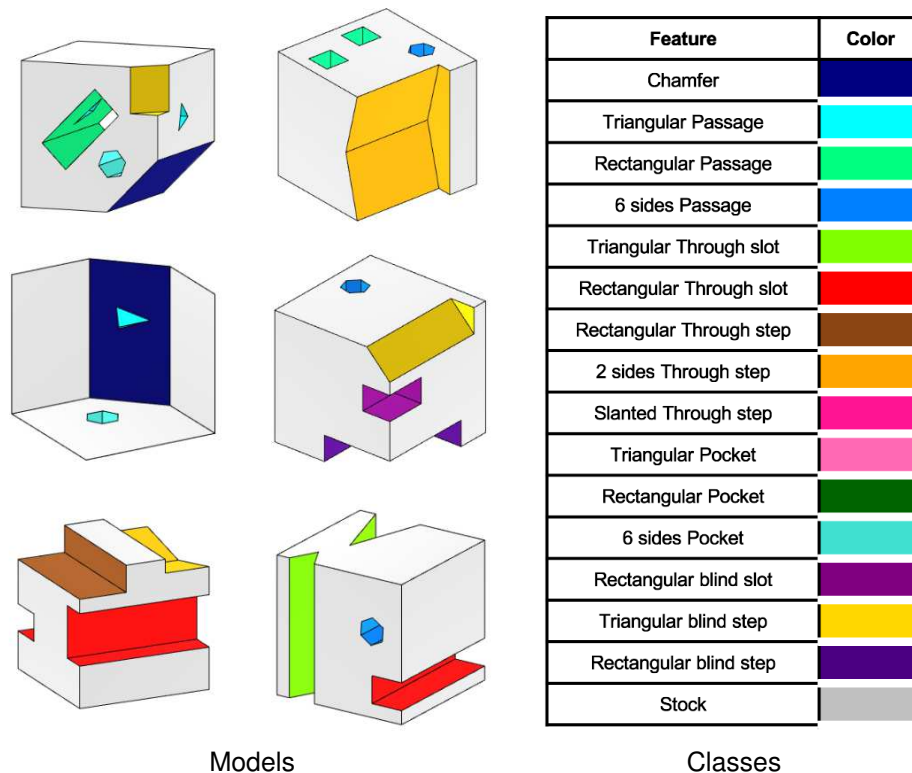 Feature Color
Chamfer
Triangular Passage
Rectangular Passage
6 sides Passage
Triangular Through slot
Rectangular Through slot
Rectangular Through step
2 sides Through step
Slanted Through step
Triangular Pocket
Rectangular Pocket
6 sides Pocket
Rectangular blind slot
Triangular blind step
Rectangular blind step
Stock
Models Classes